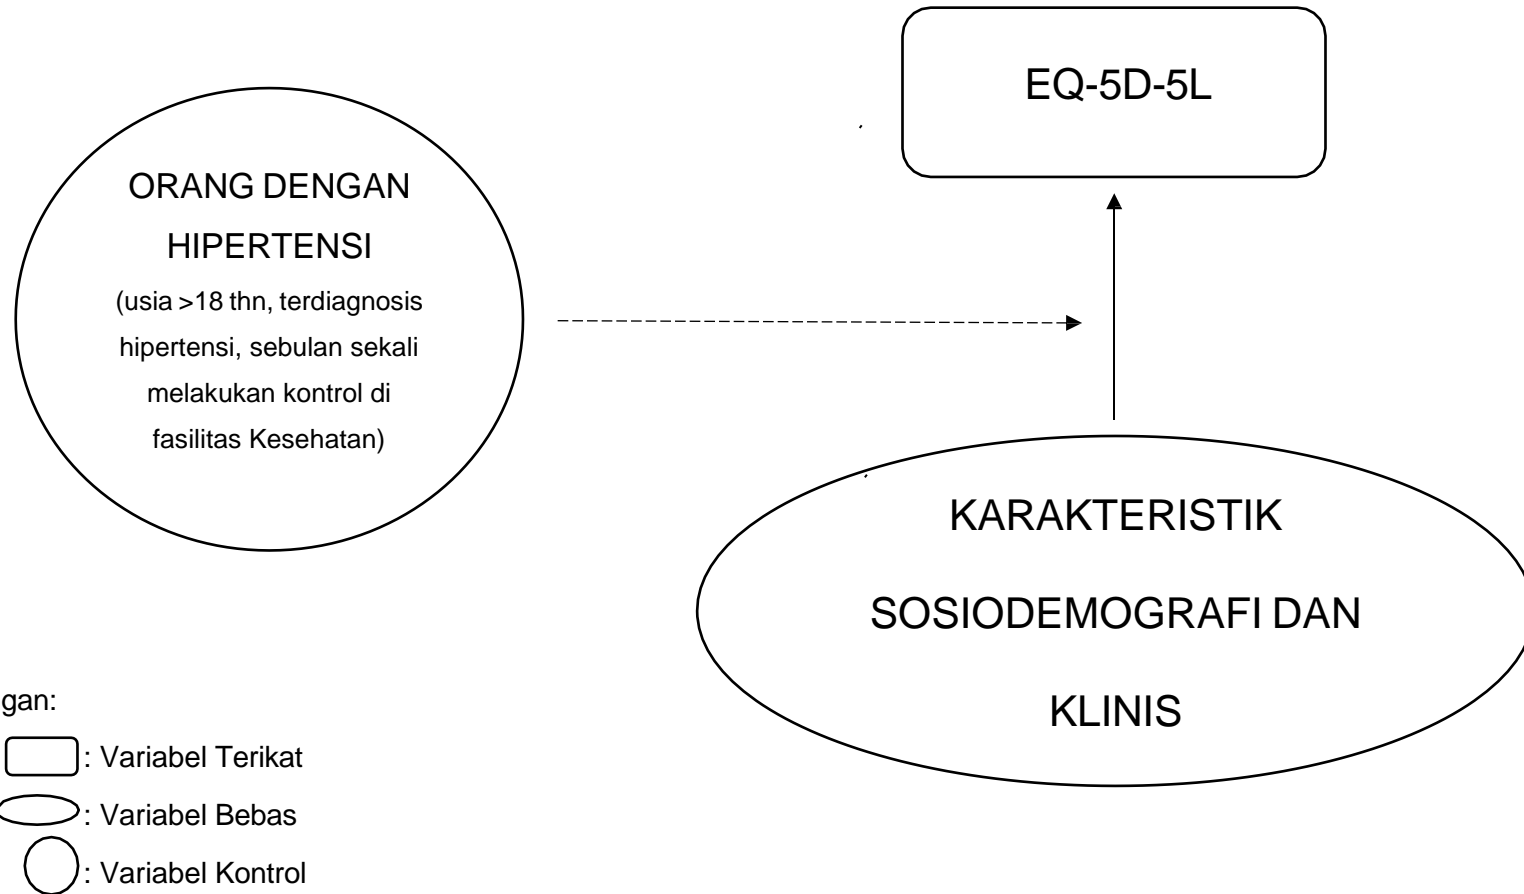 EQ-5D-5L
ORANG DENGAN
HIPERTENSI
(usia >18 thn, terdiagnosis
hipertensi, sebulan sekali
melakukan kontrol di
fasilitas Kesehatan)
KARAKTERISTIK
SOSIODEMOGRAFI DAN
KLINIS
gan:
: Variabel Terikat
: Variabel Bebas
: Variabel Kontrol